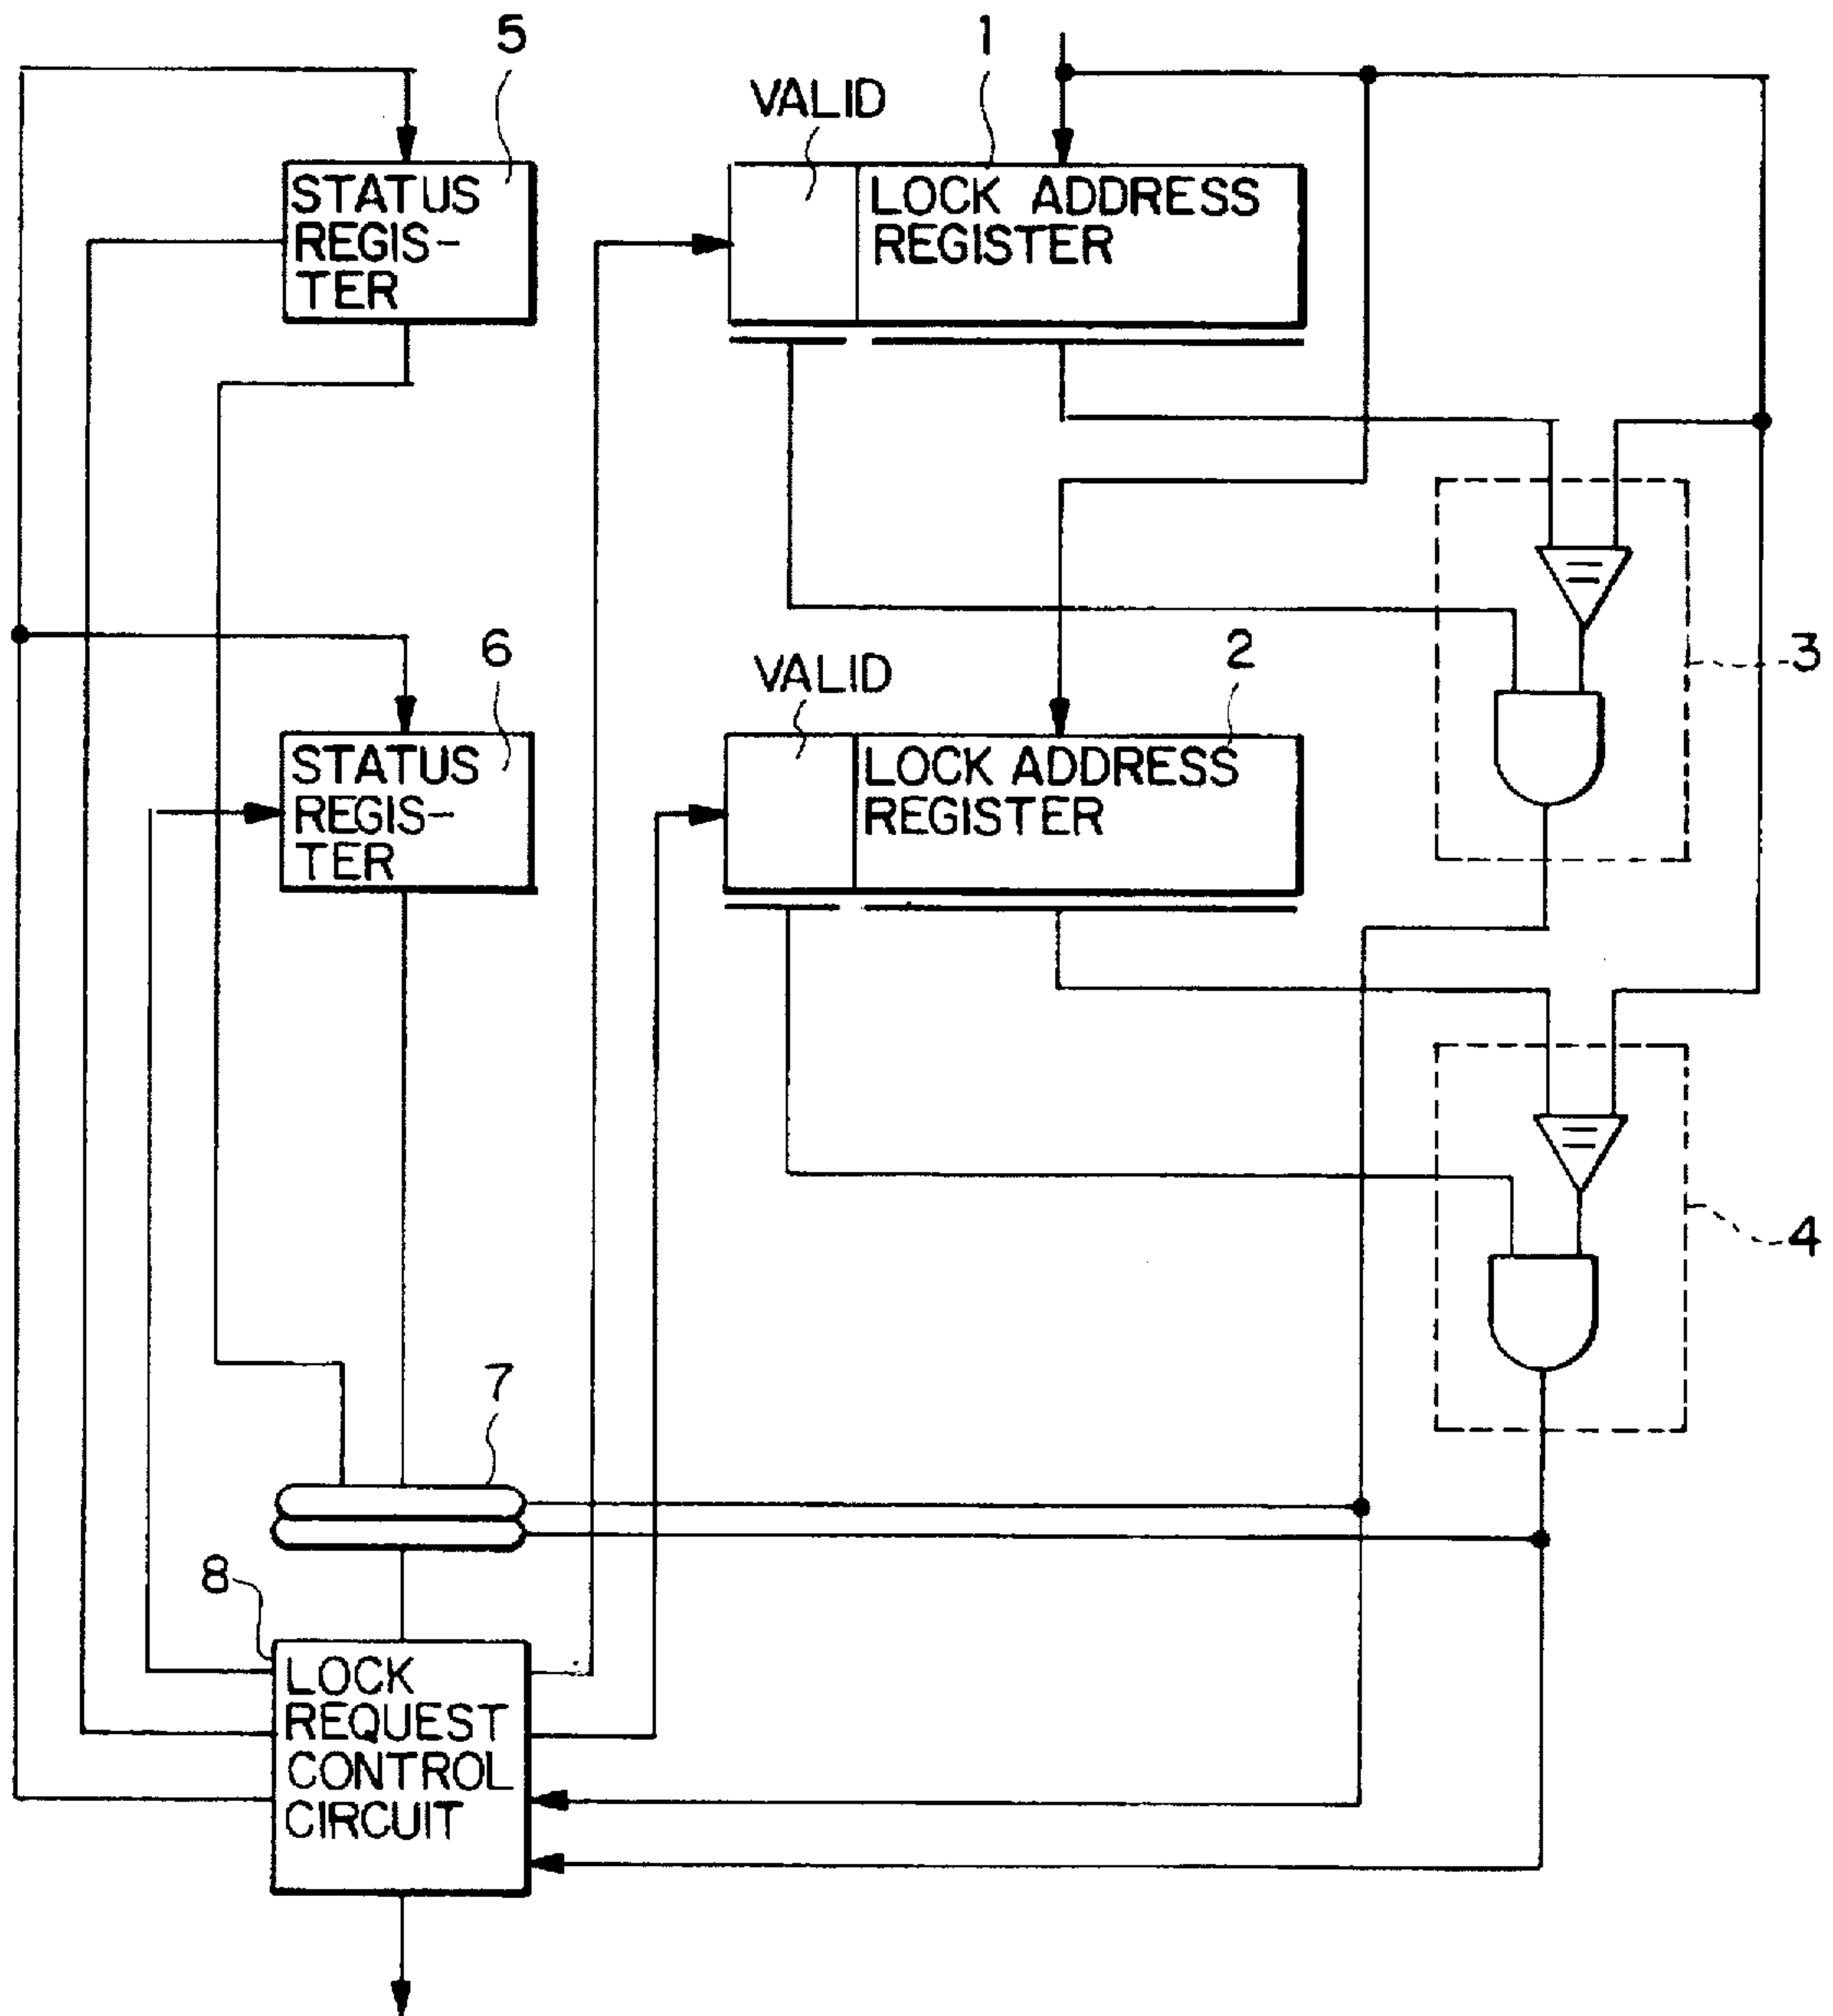 5
1
VALID
STATUS
REGIS-
TER
LOCK ADDRESS
REGISTER
3
6
VALID
2
STATUS
REGIS-
TER
LOCK ADDRESS
REGISTER
4
7
8
LOCK
REQUEST
CONTROL
CIRCUIT